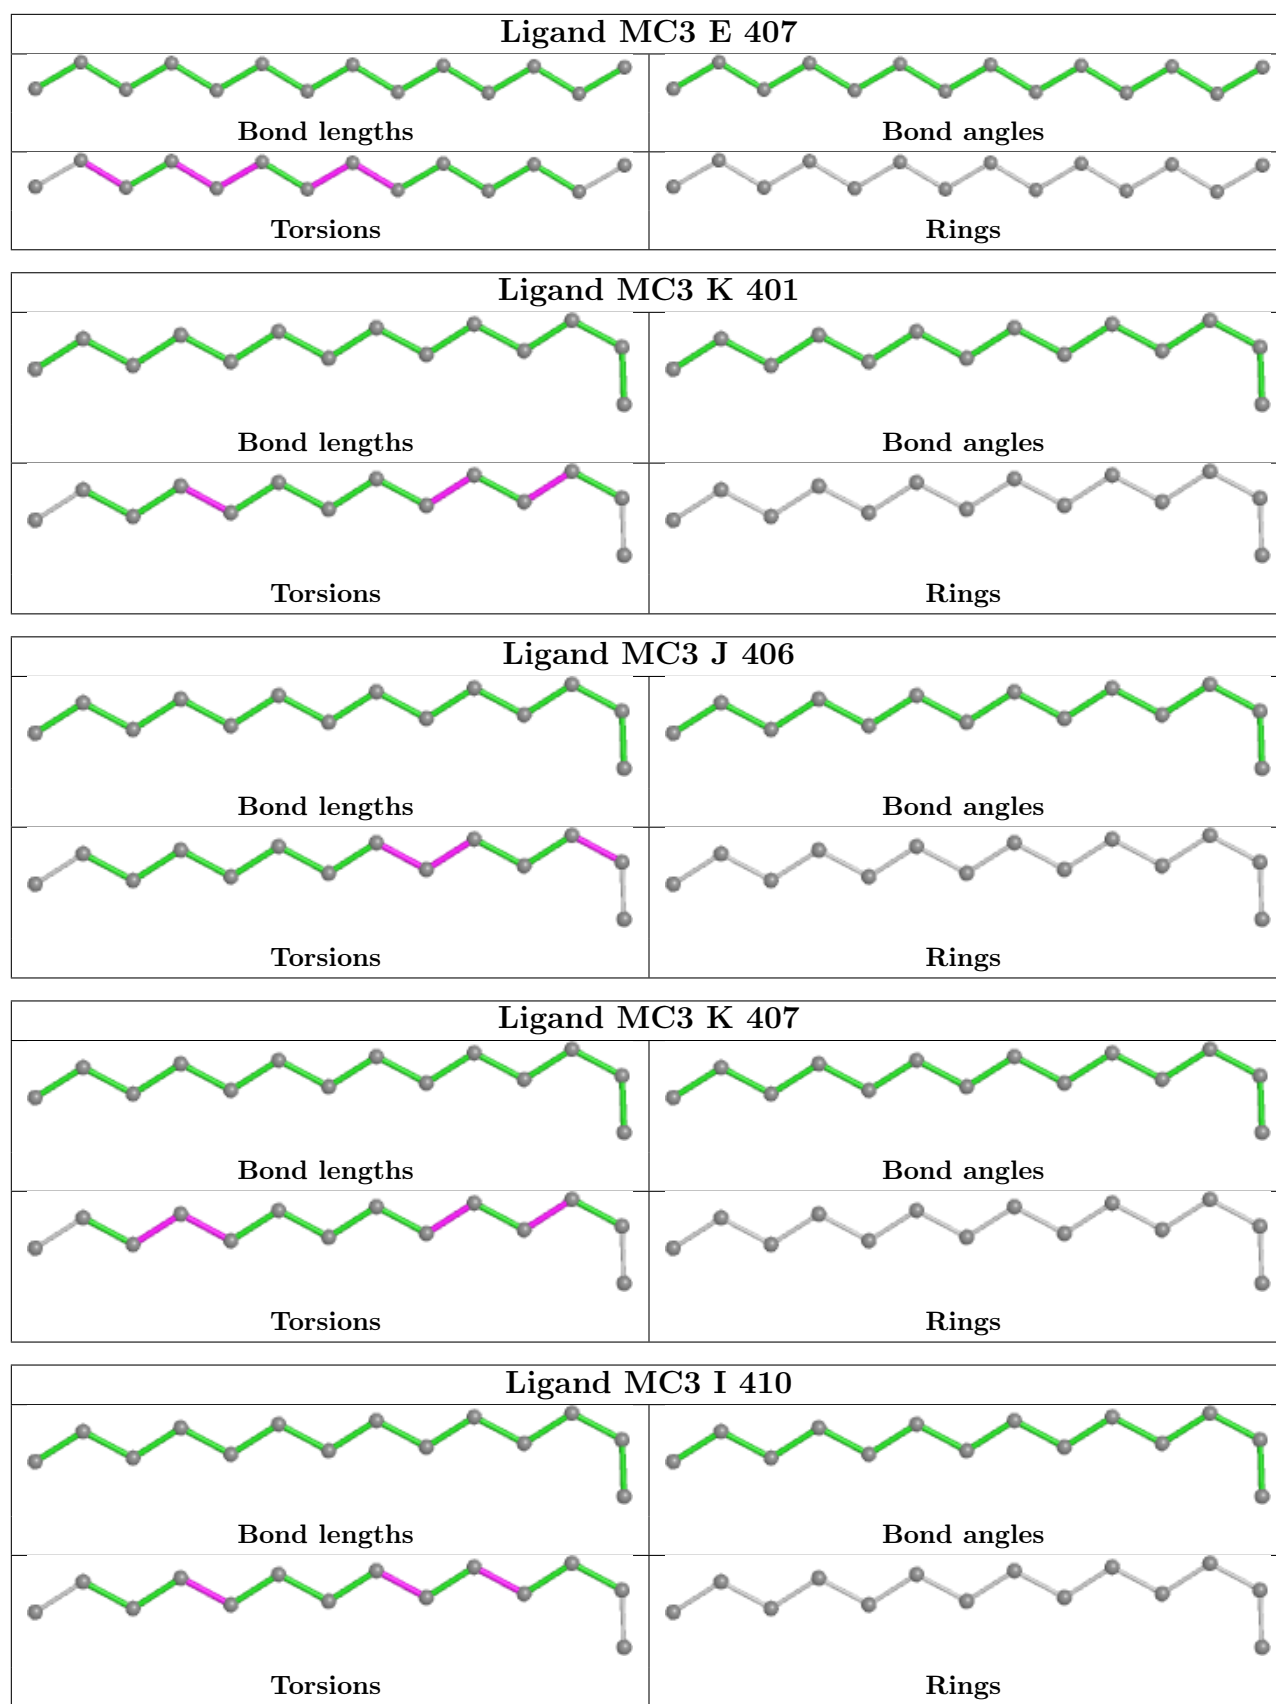 Ligand MC3 E 407
Bond lengths
Bond angles
Torsions
Rings
Ligand MC3 K 401
Bond lengths
Bond angles
Torsions
Rings
Ligand MC3 J 406
Bond lengths
Bond angles
Torsions
Rings
Ligand MC3 K 407
Bond lengths
Bond angles
Torsions
Rings
Ligand MC3 I 410
Bond lengths
Bond angles
Torsions
Rings